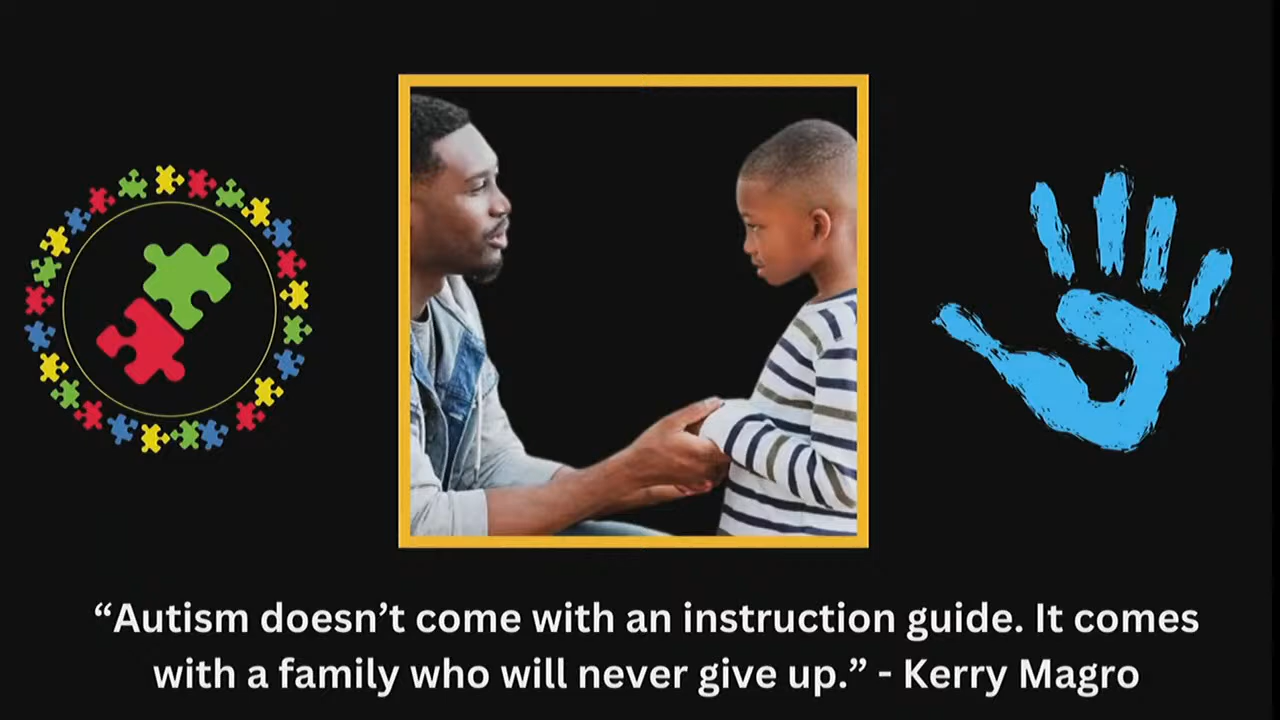 “Autism doesn’t come with an instruction guide. It comes
with a family who will never give up.” - Kerry Magro